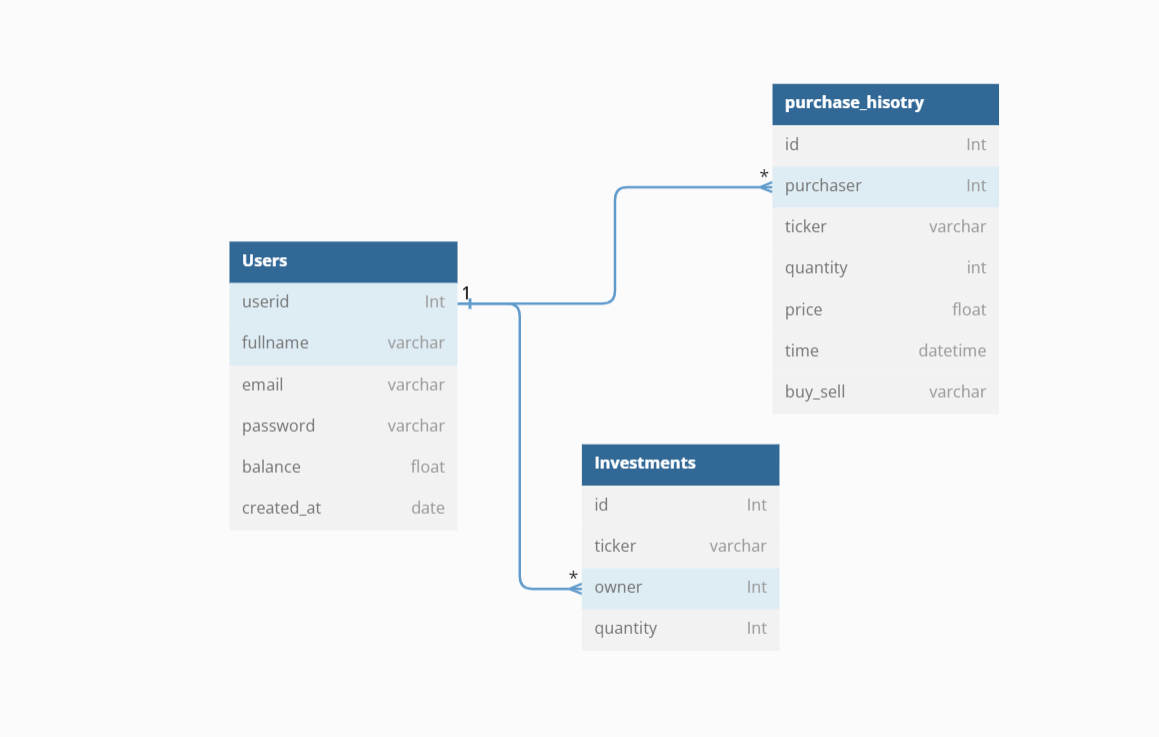 purchase_hisotry
id Int
purchaser Int
ticker varchar
quantity int
price float
time datetime
buy_sell varchar
*
Users
userid Int
fullname varchar
email varchar
password varchar
balance float
created_at date
1
Investments
id Int
ticker varchar
owner Int
quantity Int
*